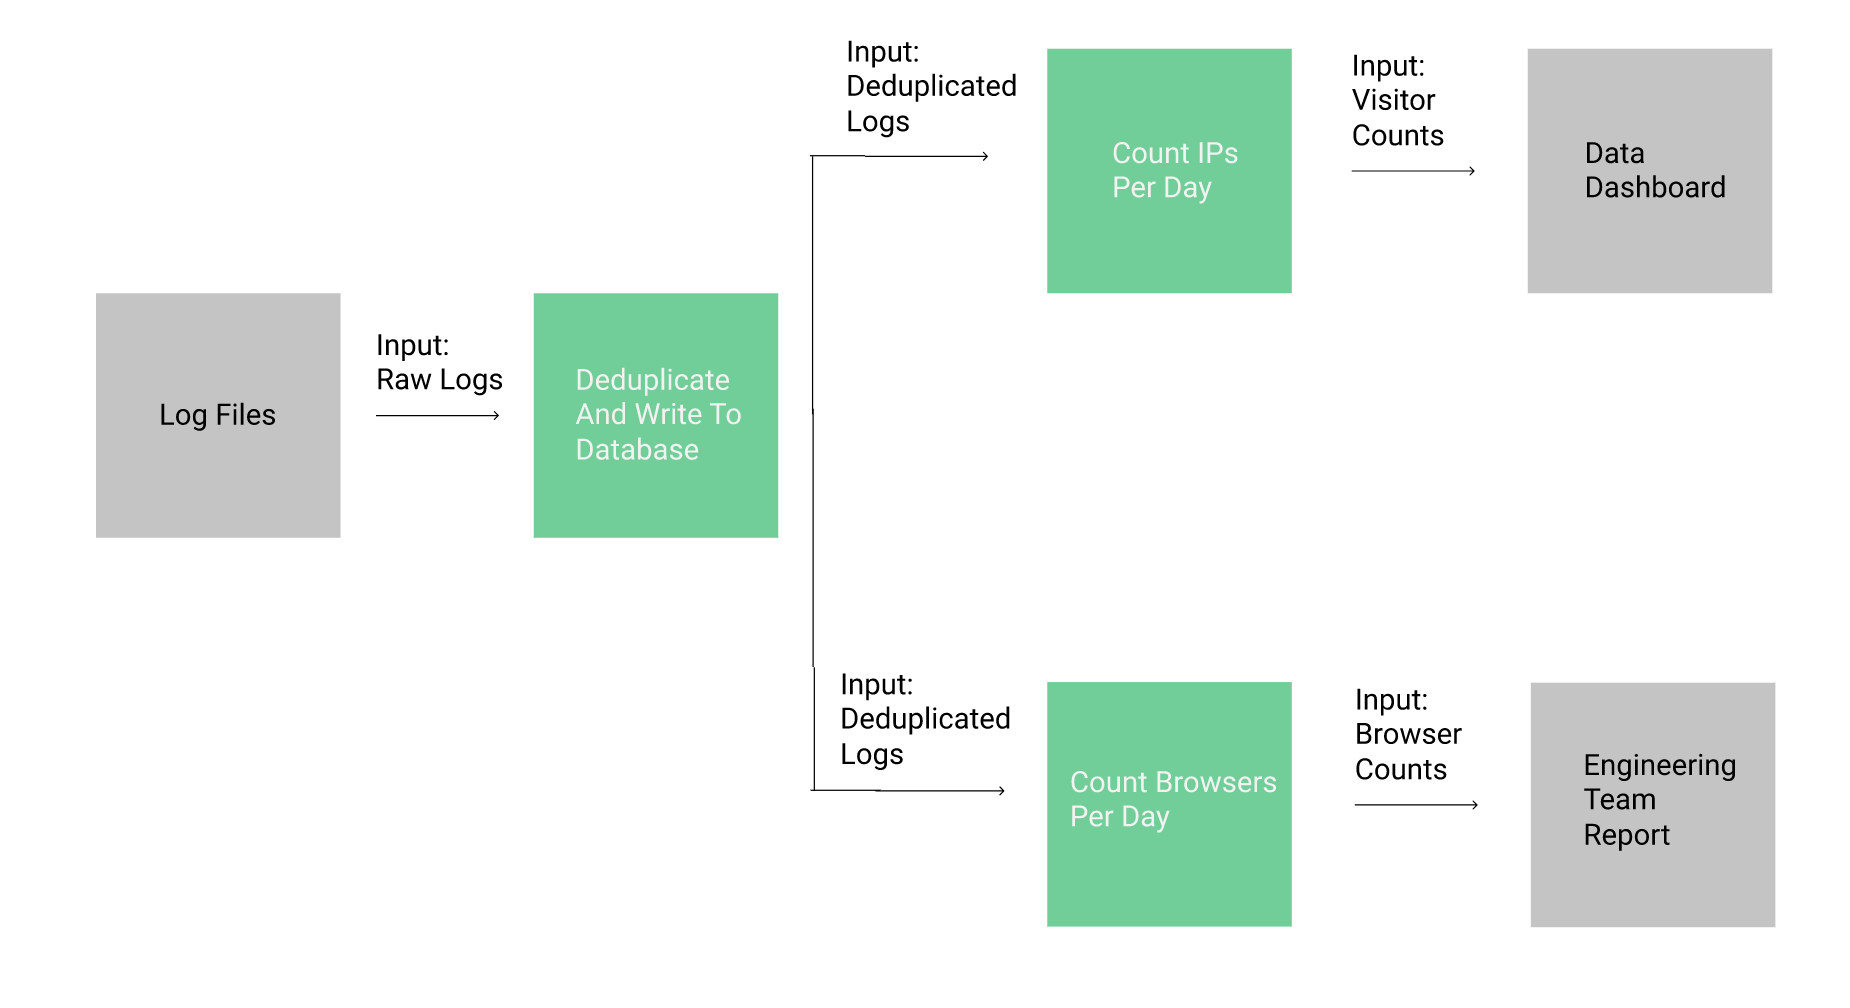 Log Files
Input:
Raw Logs
Deduplicate
And Write To
Database
Input:
Deduplicated
Logs
Count IPs
Per Day
Input:
Visitor
Counts
Data
Dashboard
Input:
Deduplicated
Logs
Count Browsers
Per Day
Input:
Browser
Counts
Engineering
Team
Report